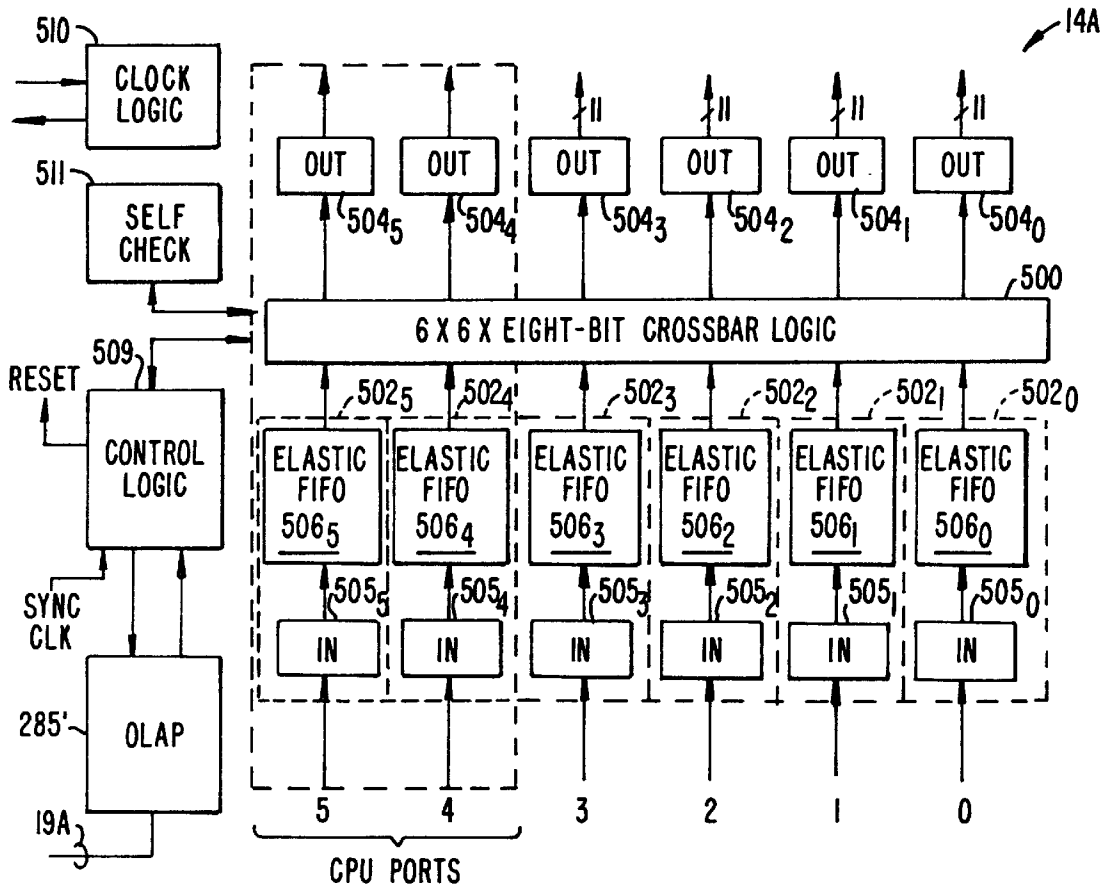 14A
510
CLOCK
LOGIC
511
SELF
CHECK
11 11 11 11
OUT OUT OUT OUT OUT OUT
504₅ 504₄ 504₃ 504₂ 504₁ 504₀
500
6 X 6 X EIGHT-BIT CROSSBAR LOGIC
509
RESET
CONTROL
LOGIC
502₅ 502₄ 502₃ 502₂ 502₁ 502₀
ELASTIC ELASTIC ELASTIC ELASTIC ELASTIC ELASTIC
FIFO FIFO FIFO FIFO FIFO FIFO
506₅ 506₄ 506₃ 506₂ 506₁ 506₀
505₅ 505₄ 505₃ 505₂ 505₁ 505₀
SYNC
CLK
IN IN IN IN IN IN
285'
OLAP
19A
5 4 3 2 1 0
CPU PORTS